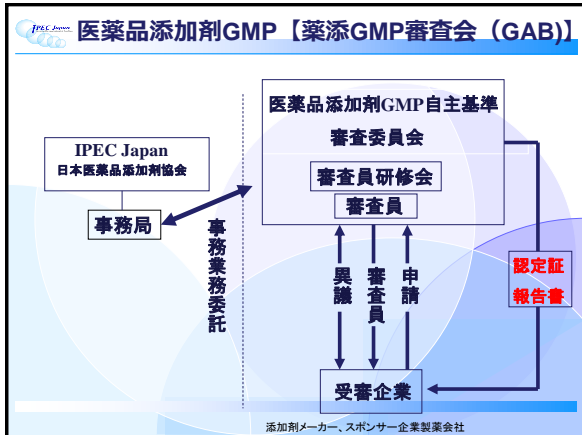 IPEC Japan
医薬品添加剤GMP【薬添GMP審査会（GAB)】
医薬品添加剤GMP自主基準
審査委員会
審査員研修会
審査員
IPEC Japan
日本医薬品添加剤協会
事務局
事務業務委託
異議
審査員
申請
認定証
報告書
受審企業
添加剤メーカー、スポンサー企業製薬会社